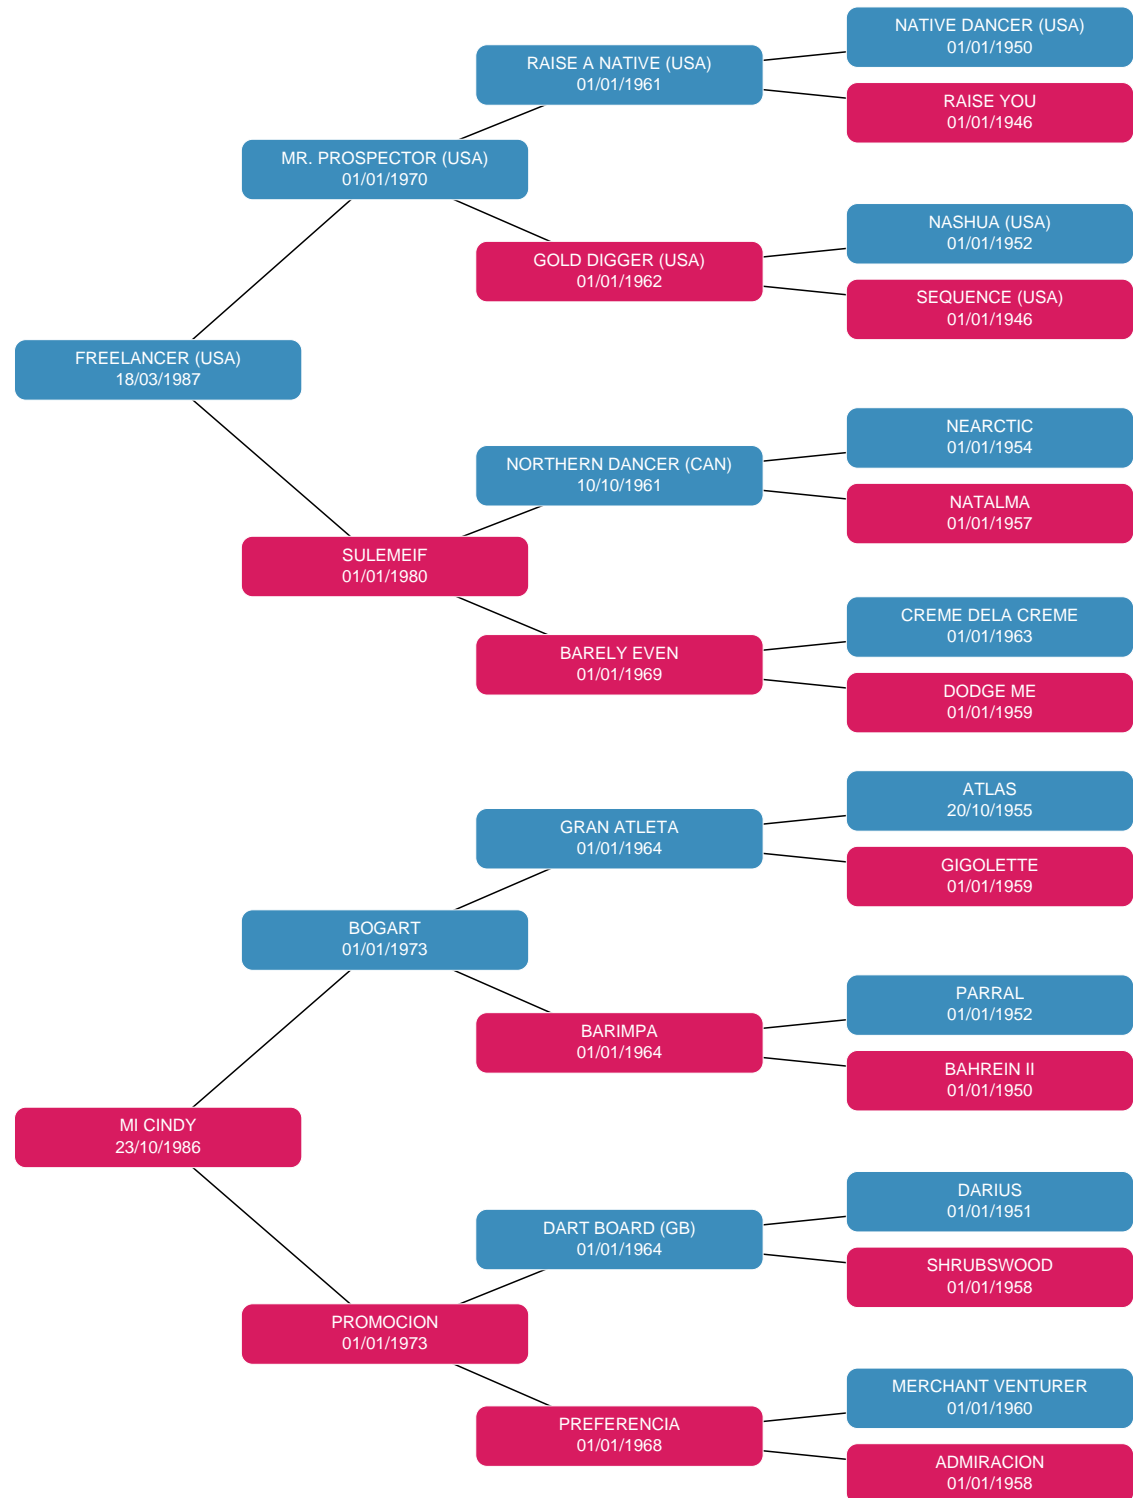 NATIVE DANCER (USA)
01/01/1950
RAISE A NATIVE (USA)
01/01/1961
RAISE YOU
01/01/1946
MR. PROSPECTOR (USA)
01/01/1970
NASHUA (USA)
01/01/1952
GOLD DIGGER (USA)
01/01/1962
SEQUENCE (USA)
01/01/1946
FREELANCER (USA)
18/03/1987
NEARCTIC
01/01/1954
NORTHERN DANCER (CAN)
10/10/1961
NATALMA
01/01/1957
SULEMEIF
01/01/1980
CREME DELA CREME
01/01/1963
BARELY EVEN
01/01/1969
DODGE ME
01/01/1959
ATLAS
20/10/1955
GRAN ATLETA
01/01/1964
GIGOLETTE
01/01/1959
BOGART
01/01/1973
PARRAL
01/01/1952
BARIMPA
01/01/1964
BAHREIN II
01/01/1950
MI CINDY
23/10/1986
DARIUS
01/01/1951
DART BOARD (GB)
01/01/1964
SHRUBSWOOD
01/01/1958
PROMOCION
01/01/1973
MERCHANT VENTURER
01/01/1960
PREFERENCIA
01/01/1968
ADMIRACION
01/01/1958